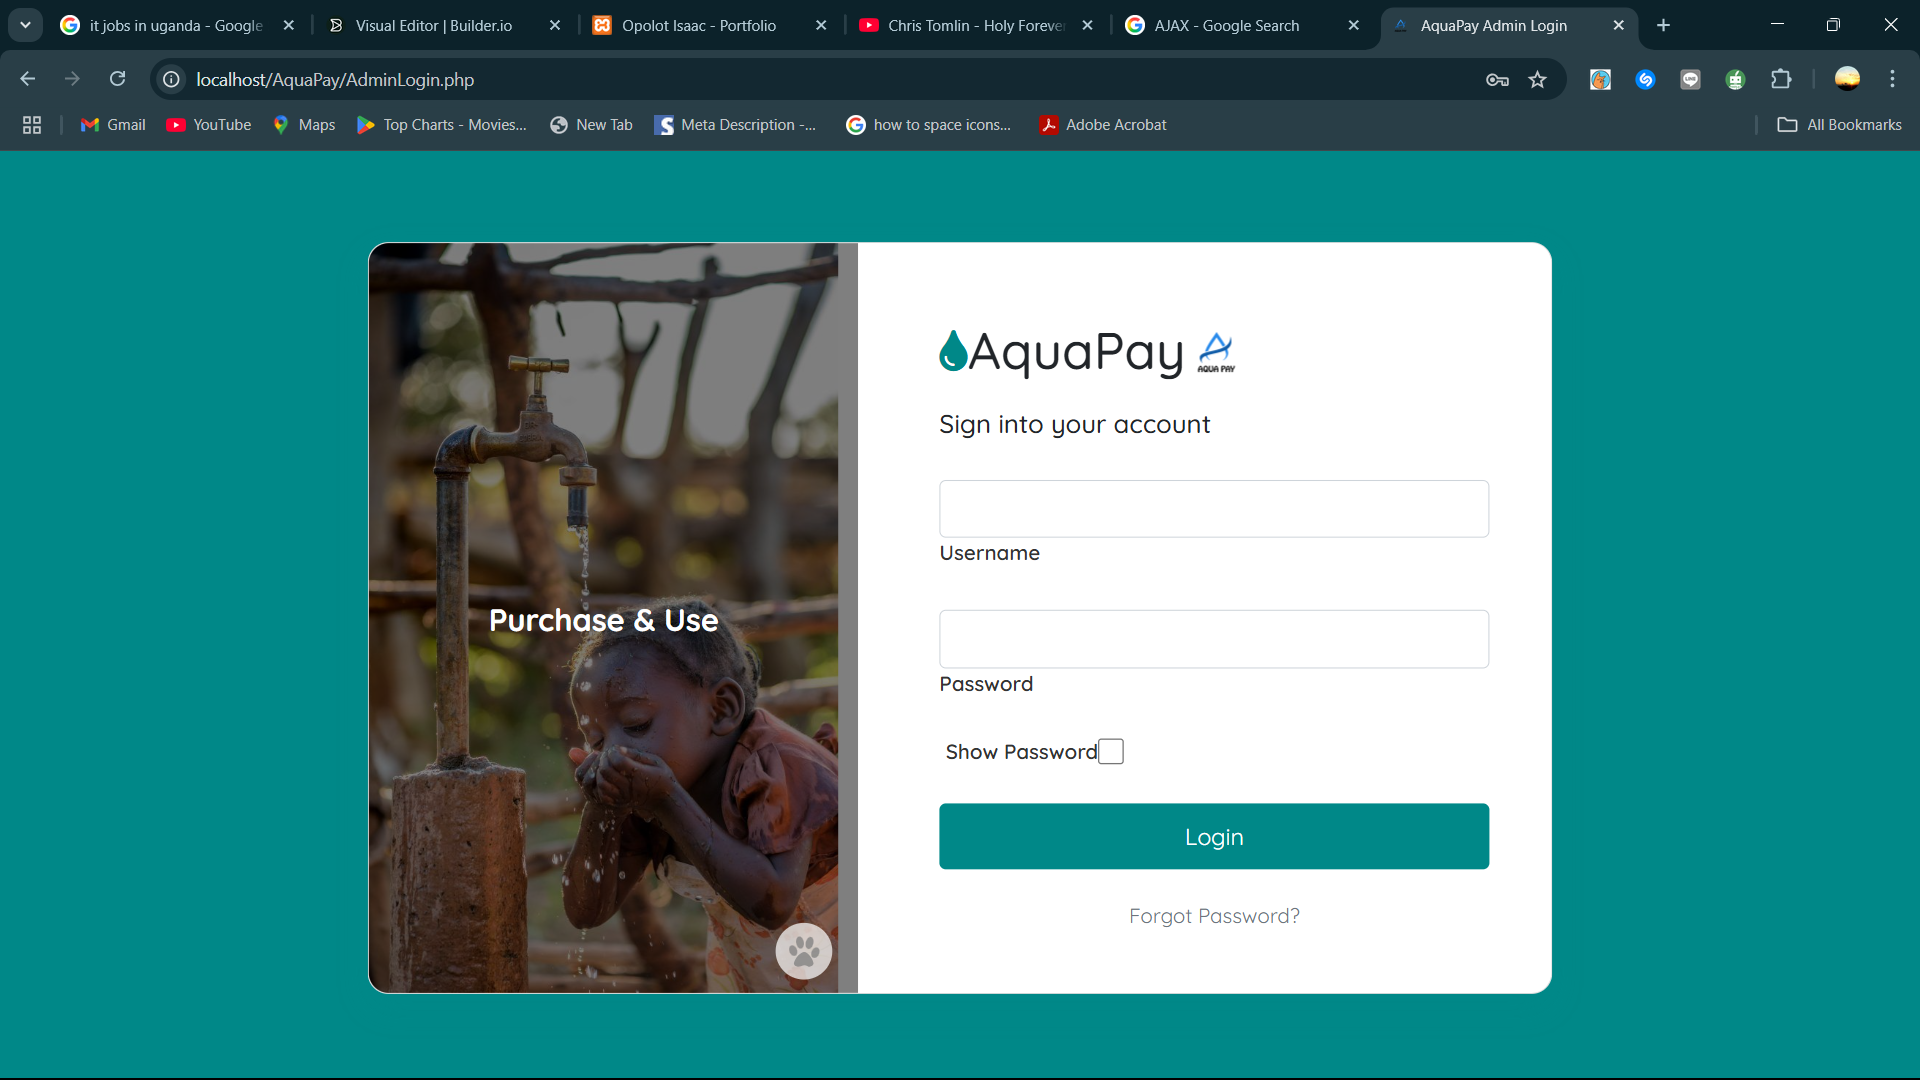 it jobs in uganda - Google
Visual Editor | Builder.io
Opolot Isaac - Portfolio
Chris Tomlin - Holy Forever
AJAX - Google Search
AquaPay Admin Login
localhost/AquaPay/AdminLogin.php
Gmail
YouTube
Maps
Top Charts - Movies...
New Tab
Meta Description -...
how to space icons...
Adobe Acrobat
All Bookmarks
AquaPay
AQUA PAY
Sign into your account
Username
Purchase & Use
Password
Show Password
Login
Forgot Password?